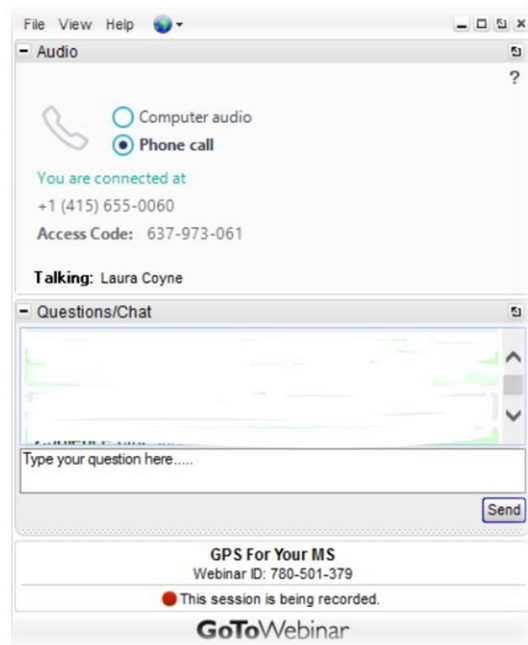 File View Help
Audio
?
Computer audio
Phone call
You are connected at
+1 (415) 655-0060
Access Code: 637-973-061
Talking: Laura Coyne
Questions/Chat
Type your question here.....
Send
GPS For Your MS
Webinar ID: 780-501-379
This session is being recorded.
GoToWebinar